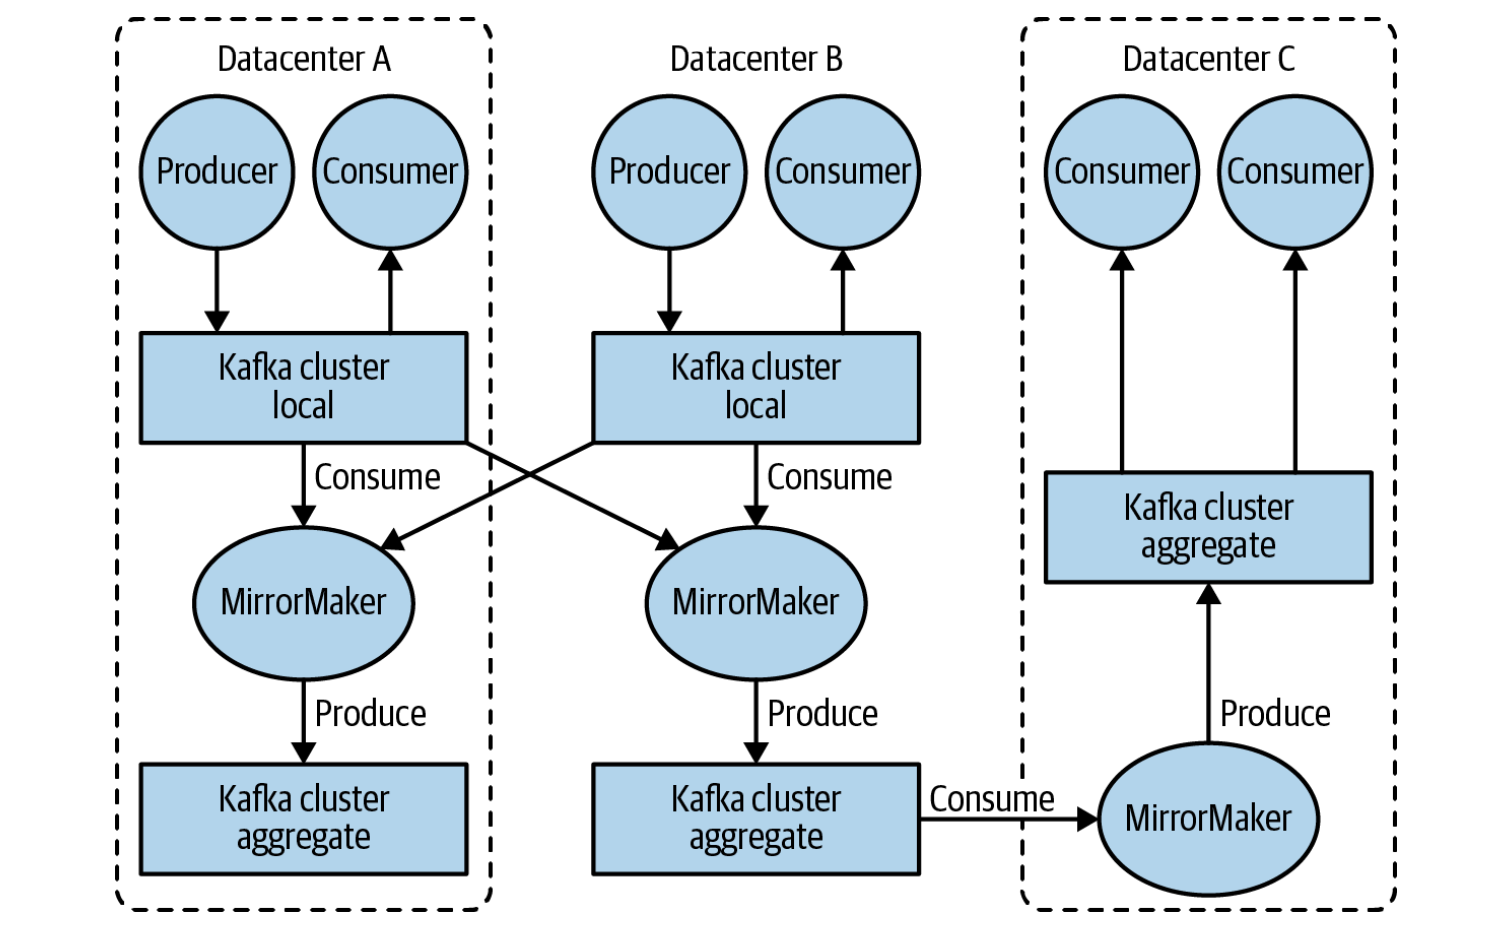 Datacenter A
Datacenter B
Datacenter C
Producer
Consumer
Producer
Consumer
Consumer
Consumer
Kafka cluster
local
Kafka cluster
local
Consume
Consume
Kafka cluster
aggregate
MirrorMaker
MirrorMaker
Produce
Produce
Produce
Kafka cluster
aggregate
Kafka cluster
aggregate
Consume
MirrorMaker